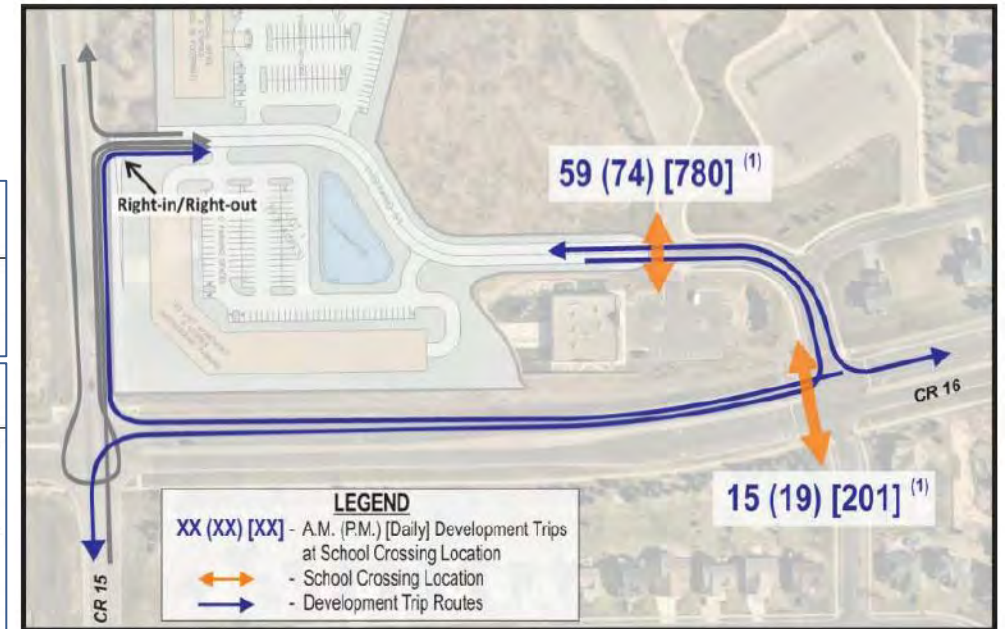 59 (74) [780] (1)
Right-in/Right-out
CR 16
15 (19) [201] (1)
LEGEND
XX (XX) [XX] - A.M. (P.M.) [Daily] Development Trips
at School Crossing Location
- School Crossing Location
- Development Trip Routes
CR 15